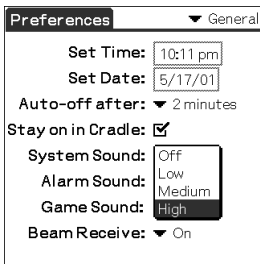 Preferences General
Set Time: 10:11 pm
Set Date: 5/17/01
Auto-off after: 2 minutes
Stay on in Cradle:
System Sound: Off
Low
Alarm Sound: Medium
Game Sound: High
Beam Receive: On